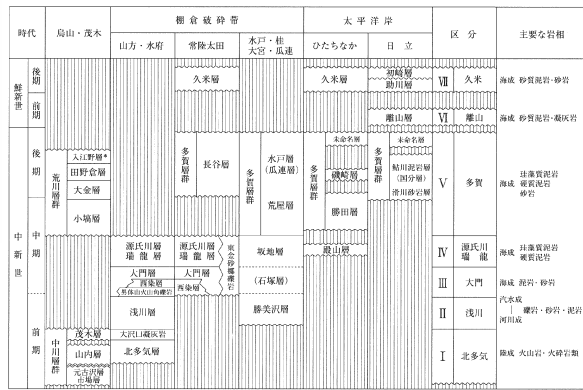 時代
烏山・茂木
棚倉破砕帯
山方・水府
常陸太田
水戸・桂
大宮・瓜連
太平洋岸
ひたちなか
日立
区分
主要な岩相
鮮新世
後期
前期
久米層
久米層
初崎層
助川層
Ⅶ 久米
海成 砂質泥岩・砂岩
離山層
Ⅵ 離山
海成 砂質泥岩・凝灰岩
中新世
後期
中期
前期
荒川層群
入江野層*
田野倉層
大金層
小塙層
多賀層群
長谷層
多賀層群
水戸層
(瓜連層)
荒屋層
多賀層群
未命名層
磯崎層
勝田層
多賀層群
未命名層
鮎川泥岩層
(国分層)
滑川砂岩層
Ⅴ 多賀
海成
珪藻質泥岩
硬質泥岩
砂岩
源氏川層
瑞龍層
源氏川層
瑞龍層
東金砂郷礫岩
坂地層
殿山層
Ⅳ 源氏川
瑞龍
海成
珪藻質泥岩
硬質泥岩
大門層
大門層
西染層
西染層
男体山火山角礫岩
(石塚層)
Ⅲ 大門
海成 泥岩・砂岩
浅川層
勝美沢層
Ⅱ 浅川
汽水成
河川成
礫岩・砂岩・泥岩
中川層群
茂木層
山内層
元古沢層
市場層
大沢口凝灰岩
北多気層
Ⅰ 北多気
陸成 火山岩・火砕岩類